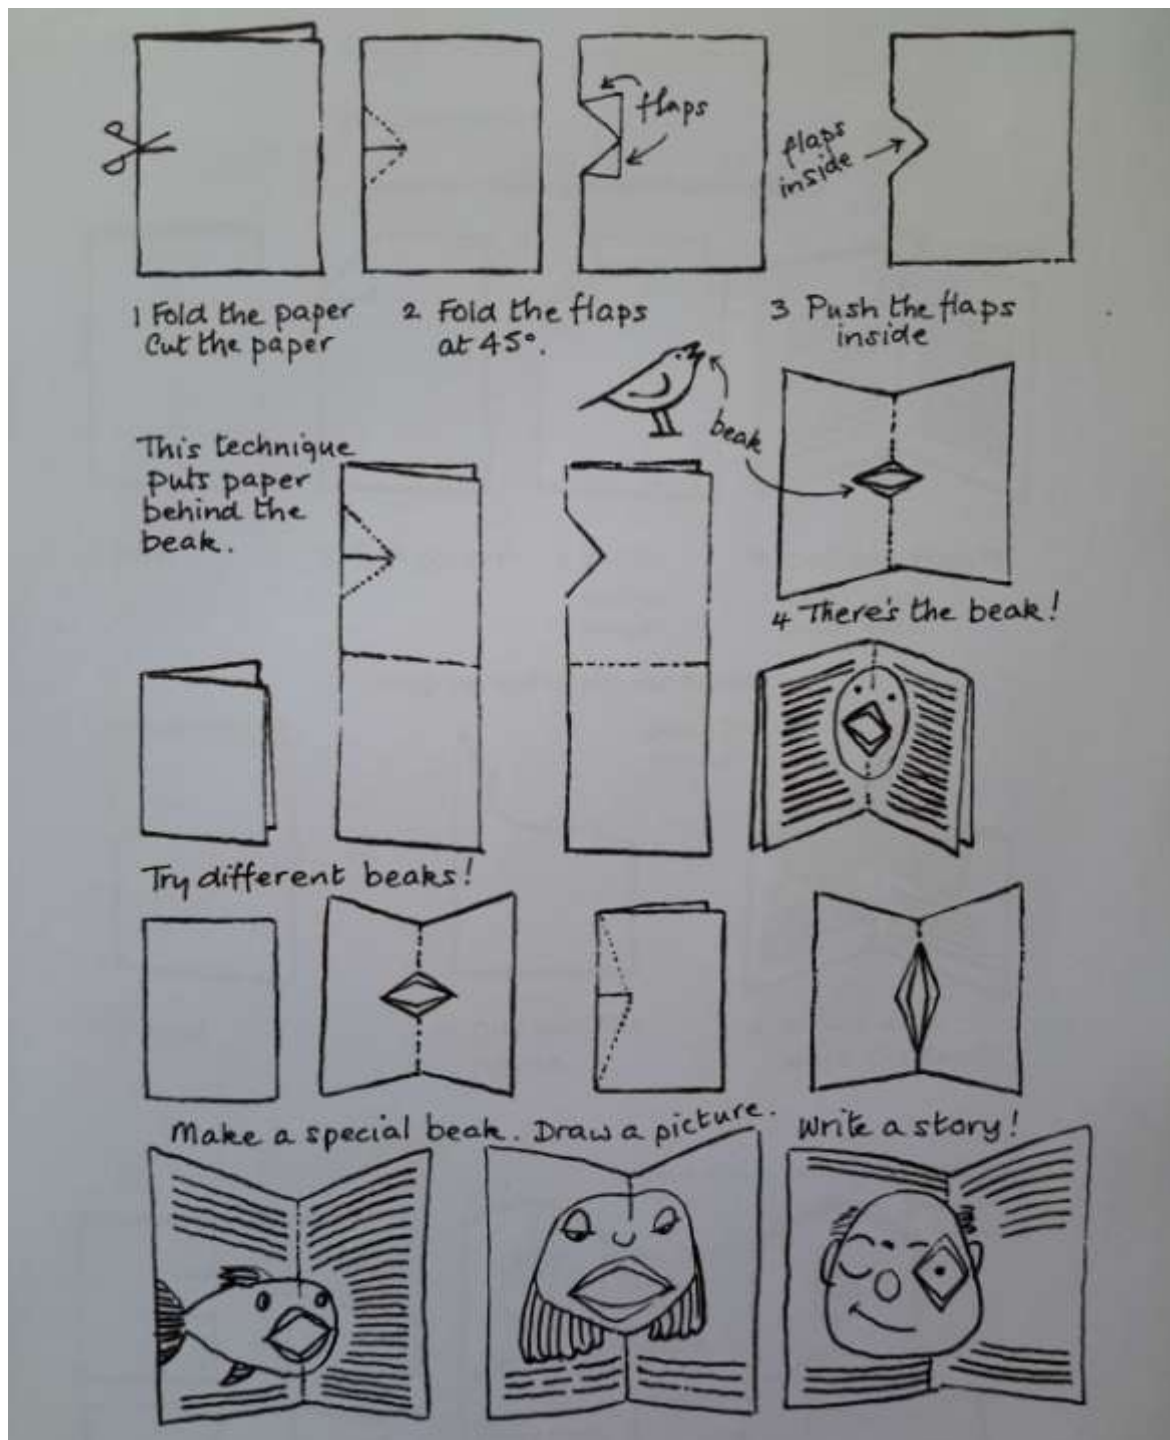 flaps
flaps
inside
1 Fold the paper
Cut the paper
2 Fold the flaps
at 45°.
3 Push the flaps
inside
beak
This technique
puts paper
behind the
beak.
4 There's the beak!
Try different beaks!
Make a special beak. Draw a picture. Write a story!